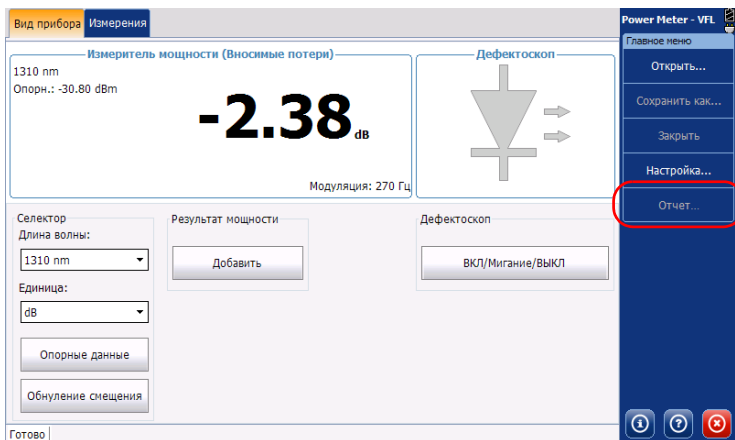 Вид прибора Измерения
Измеритель мощности (Вносимые потери)
1310 nm
Опорн.: -30.80 dBm
-2.38 dB
Модуляция: 270 Гц
Дефектоскоп
Селектор
Длина волны:
1310 nm
Единица:
dB
Опорные данные
Обнуление смещения
Результат мощности
Добавить
Дефектоскоп
ВКЛ/Мигание/ВЫКЛ
Готово
Power Meter - VFL
Главное меню
Открыть...
Сохранить как...
Закрыть
Настройка...
Отчет...